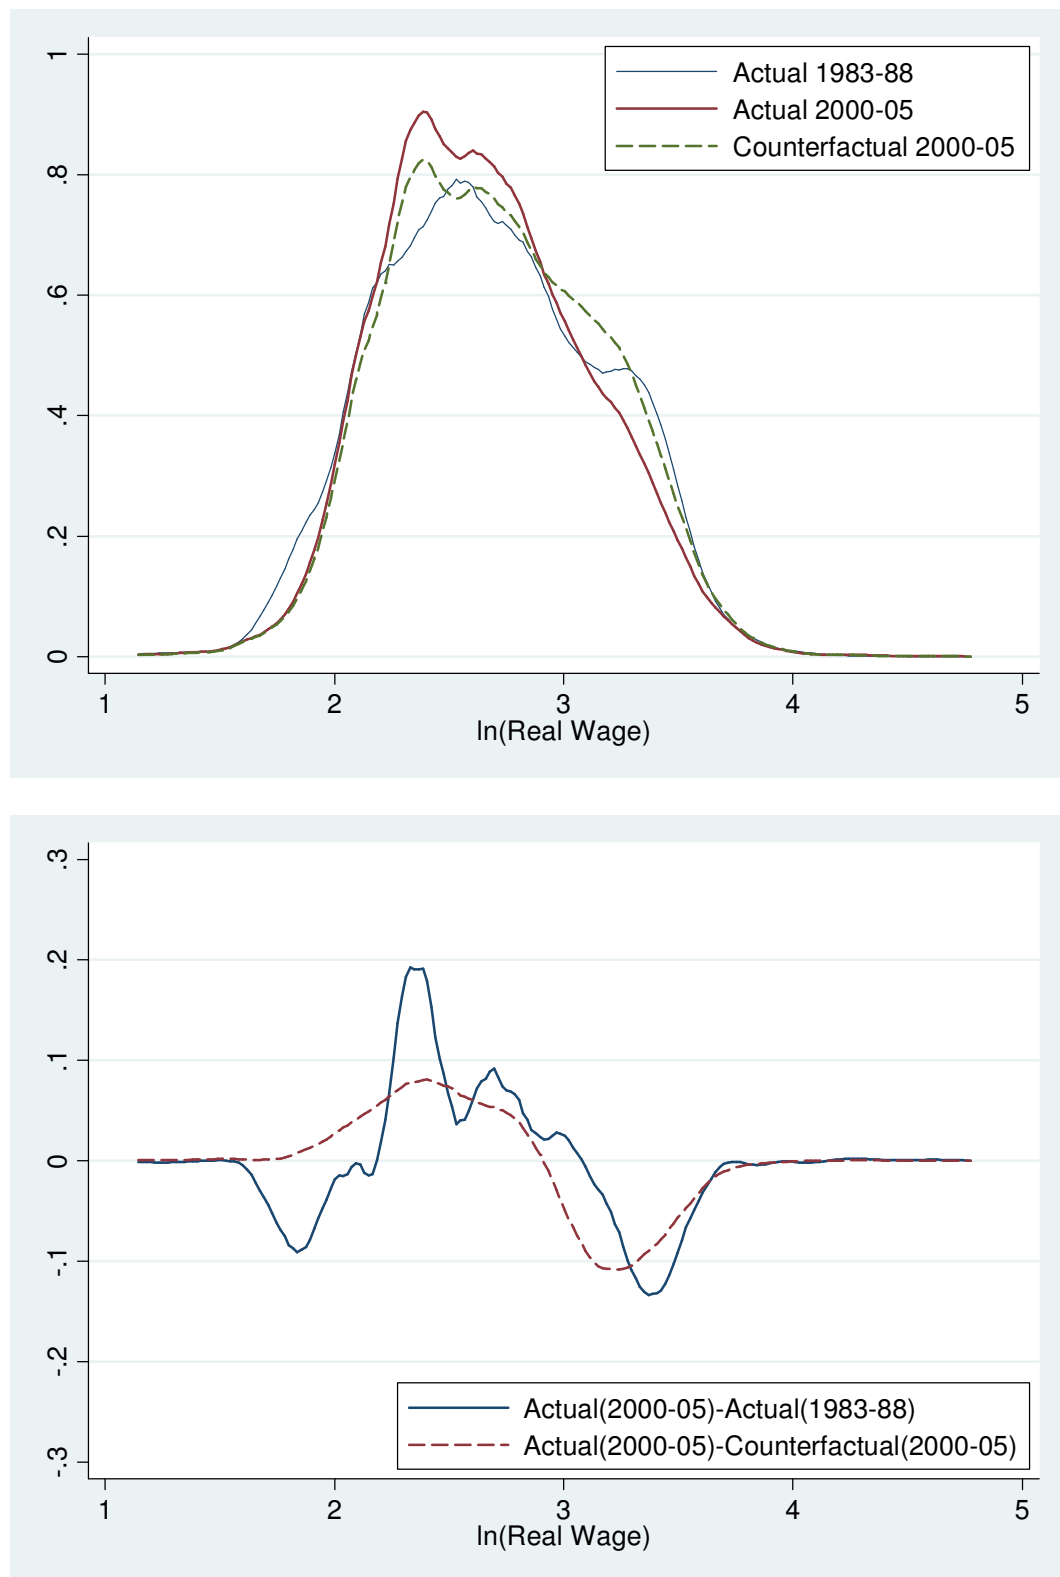 1
.8
.6
.4
.2
0
Actual 1983-88
Actual 2000-05
Counterfactual 2000-05
1 2 3 4 5
ln(Real Wage)
.3
.2
.1
0
-.1
-.2
-.3
Actual(2000-05)-Actual(1983-88)
Actual(2000-05)-Counterfactual(2000-05)
1 2 3 4 5
ln(Real Wage)